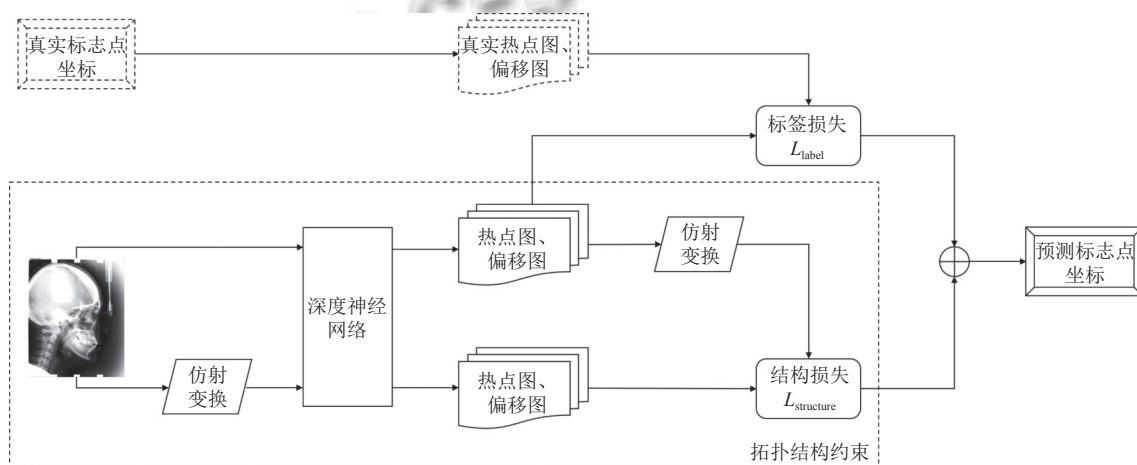 真实标志点
坐标
真实热点图、
偏移图
标签损失
L_label
热点图、
偏移图
仿射
变换
预测标志点
坐标
深度神经
网络
仿射
变换
热点图、
偏移图
结构损失
L_structure
拓扑结构约束